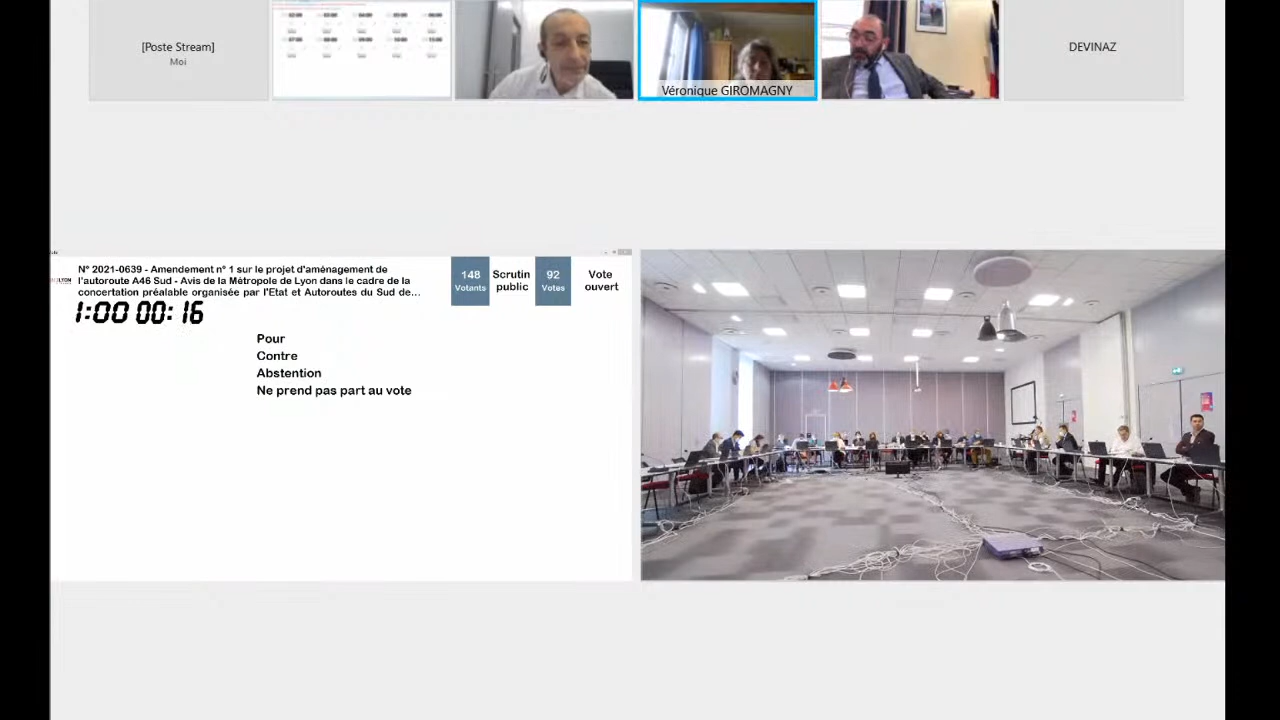 [Poste Stream]
Moi
Véronique GIROMAGNY
DEVINAZ
N° 2021-0639 - Amendement n° 1 sur le projet d'aménagement de
l'autoroute A46 Sud - Avis de la Métropole de Lyon dans le cadre de la
concertation préalable organisée par l'Etat et Autoroutes du Sud de...
148
Votants
Scrutin
public
92
Votes
Vote
ouvert
1:00 00:16
Pour
Contre
Abstention
Ne prend pas part au vote